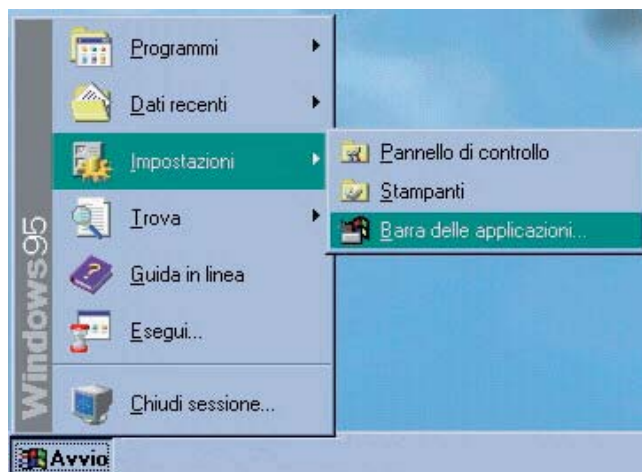 Programmi
Dati recenti
Impostazioni
Pannello di controllo
Stampanti
Barra delle applicazioni...
Trova
Guida in linea
Esegui...
Chiudi sessione...
Windows95
Avvio